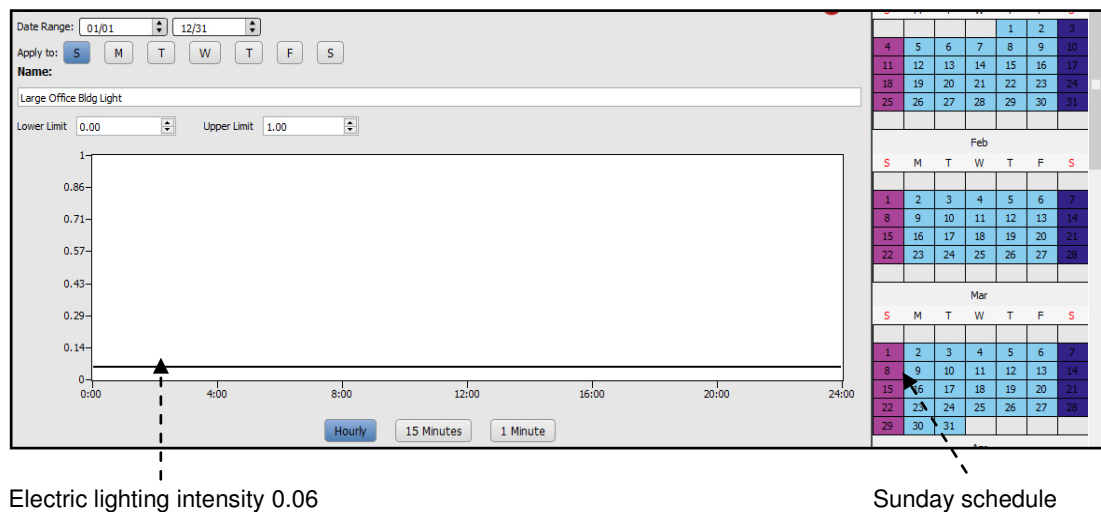 Date Range: 01/01 12/31
Apply to: S M T W T F S
Name:
Large Office Bldg Light
Lower Limit 0.00 Upper Limit 1.00
1
0.86
0.71
0.57
0.43
0.29
0.14
0
0:00 4:00 8:00 12:00 16:00 20:00 24:00
Hourly 15 Minutes 1 Minute
1 2 3
4 5 6 7 8 9 10
11 12 13 14 15 16 17
18 19 20 21 22 23 24
25 26 27 28 29 30 31
Feb
S M T W T F S
1 2 3 4 5 6 7
8 9 10 11 12 13 14
15 16 17 18 19 20 21
22 23 24 25 26 27 28
Mar
S M T W T F S
1 2 3 4 5 6 7
8 9 10 11 12 13 14
15 16 17 18 19 20 21
22 23 24 25 26 27 28
29 30 31
Electric lighting intensity 0.06
Sunday schedule